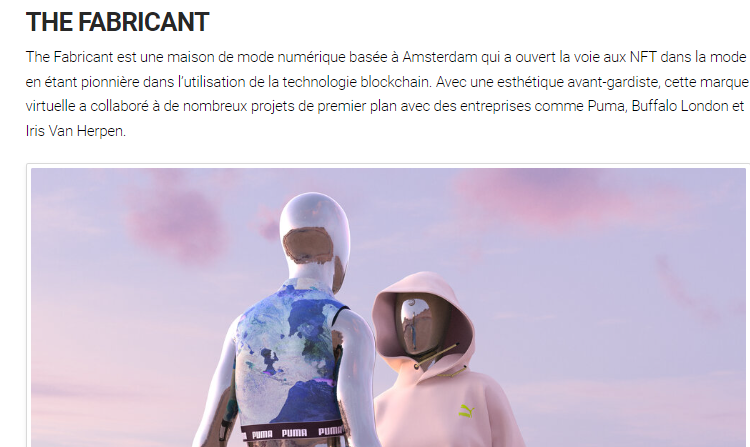 THE FABRICANT
The Fabricant est une maison de mode numérique basée à Amsterdam qui a ouvert la voie aux NFT dans la mode
en étant pionnière dans l'utilisation de la technologie blockchain. Avec une esthétique avant-gardiste, cette marque
virtuelle a collaboré à de nombreux projets de premier plan avec des entreprises comme Puma, Buffalo London et
Iris Van Herpen.
PUMA PUMA PUMA